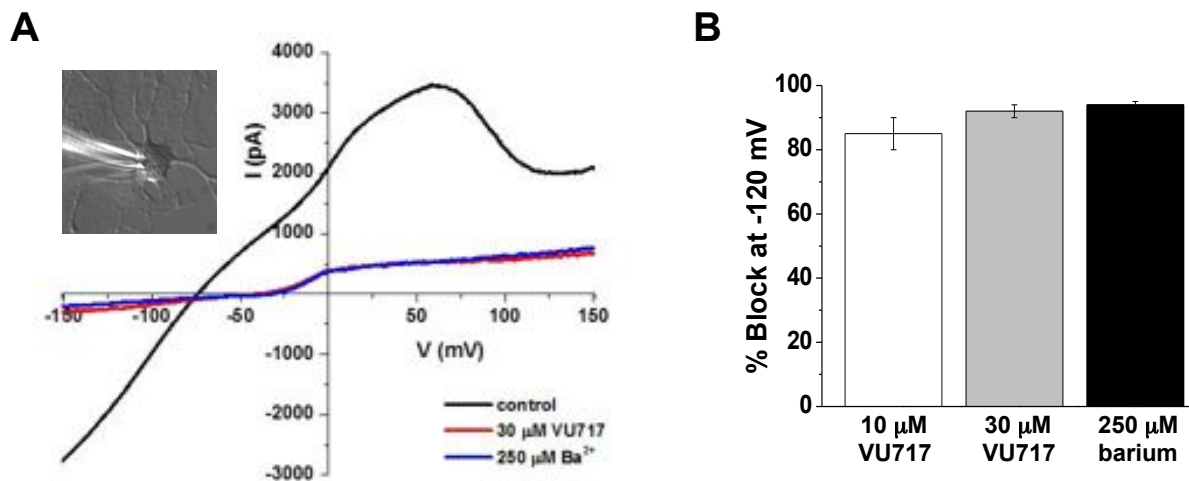 A
I (pA)
4000
3000
2000
1000
-1000
-2000
-3000
-150
-100
-50
50
100
150
V (mV)
control
30 μM VU717
250 μM Ba²⁺
B
% Block at -120 mV
100
80
60
40
20
0
10 μM
VU717
30 μM
VU717
250 μM
barium